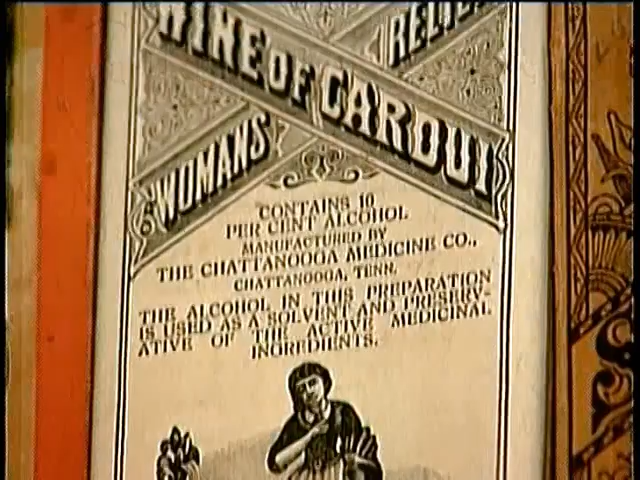 WINE OF CARDUI
WOMANS
CONTAINS 10
PER CENT ALCOHOL
MANUFACTURED BY
THE CHATTANOOGA MEDICINE CO.,
CHATTANOOGA, TENN.
THE ALCOHOL IN THIS PREPARATION
IS USED AS A SOLVENT AND PRESERV-
ATIVE OF THE ACTIVE MEDICINAL
INGREDIENTS.